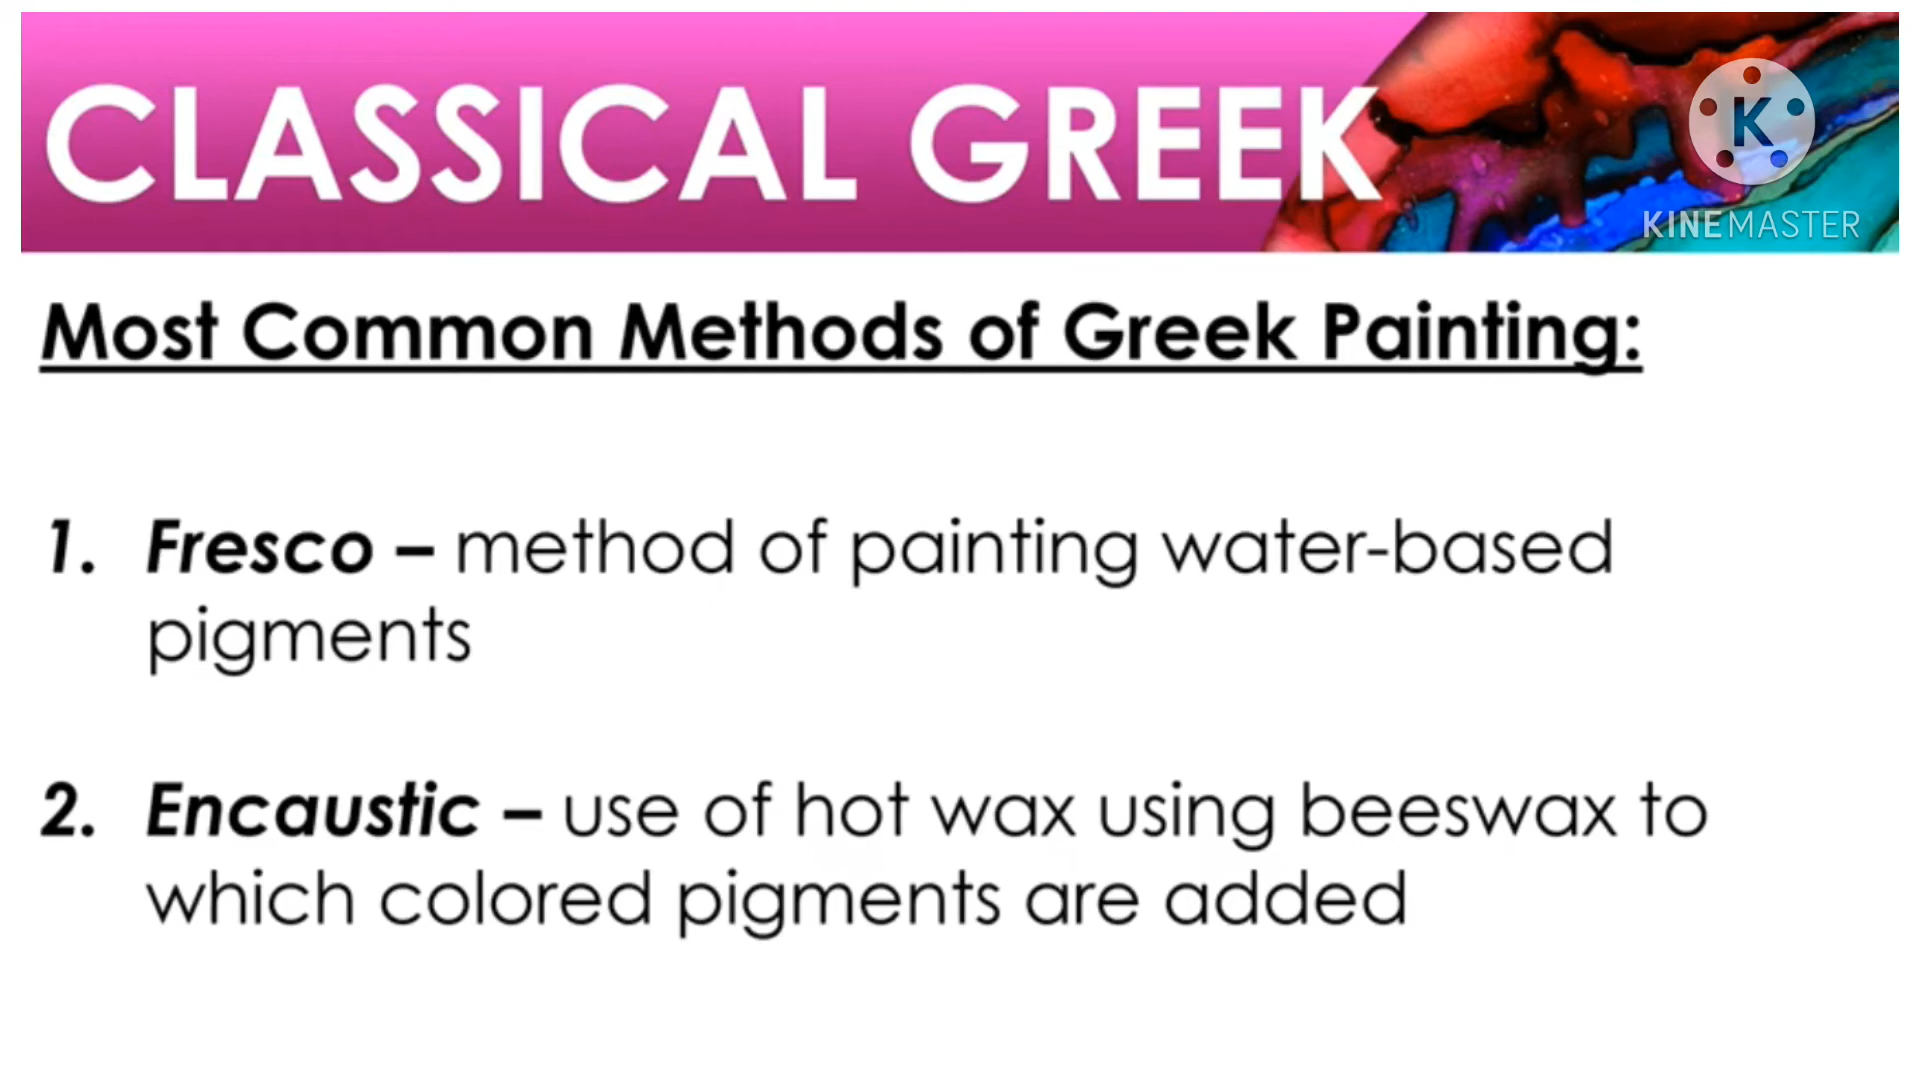 CLASSICAL GREEK
K
KINEMASTER
Most Common Methods of Greek Painting:
1. Fresco – method of painting water-based
pigments
2. Encaustic – use of hot wax using beeswax to
which colored pigments are added